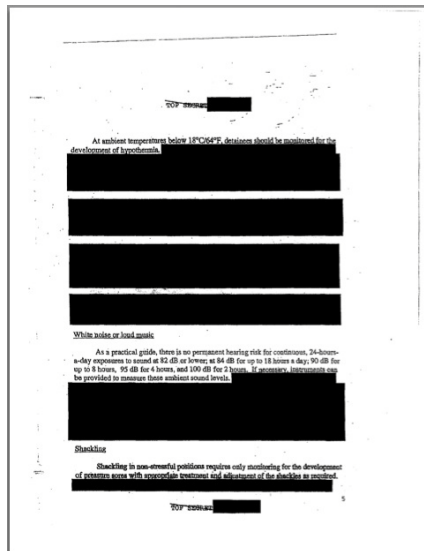 TOP SECRET
At ambient temperatures below 18°C/64°F, detainees should be monitored for the
development of hypothermia.
White noise or loud music
As a practical guide, there is no permanent hearing risk for continuous, 24-hours-
a-day exposures to sound at 82 dB or lower; at 84 dB for up to 18 hours a day; 90 dB for
up to 8 hours, 95 dB for 4 hours, and 100 dB for 2 hours. If necessary, instruments can
be provided to measure these ambient sound levels.
Shackling
Shackling in non-stressful positions requires only monitoring for the development
of pressure sores with appropriate treatment and adjustment of the shackles as required.
5
TOP SECRET